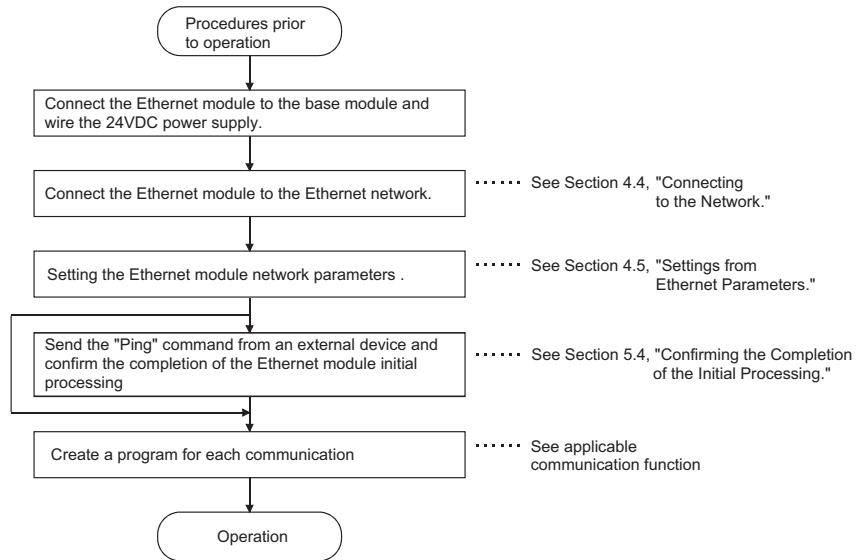 Procedures prior
to operation
Connect the Ethernet module to the base module and
wire the 24VDC power supply.
Connect the Ethernet module to the Ethernet network.
See Section 4.4, "Connecting
to the Network."
Setting the Ethernet module network parameters .
See Section 4.5, "Settings from
Ethernet Parameters."
Send the "Ping" command from an external device and
confirm the completion of the Ethernet module initial
processing
See Section 5.4, "Confirming the Completion
of the Initial Processing."
Create a program for each communication
See applicable
communication function
Operation